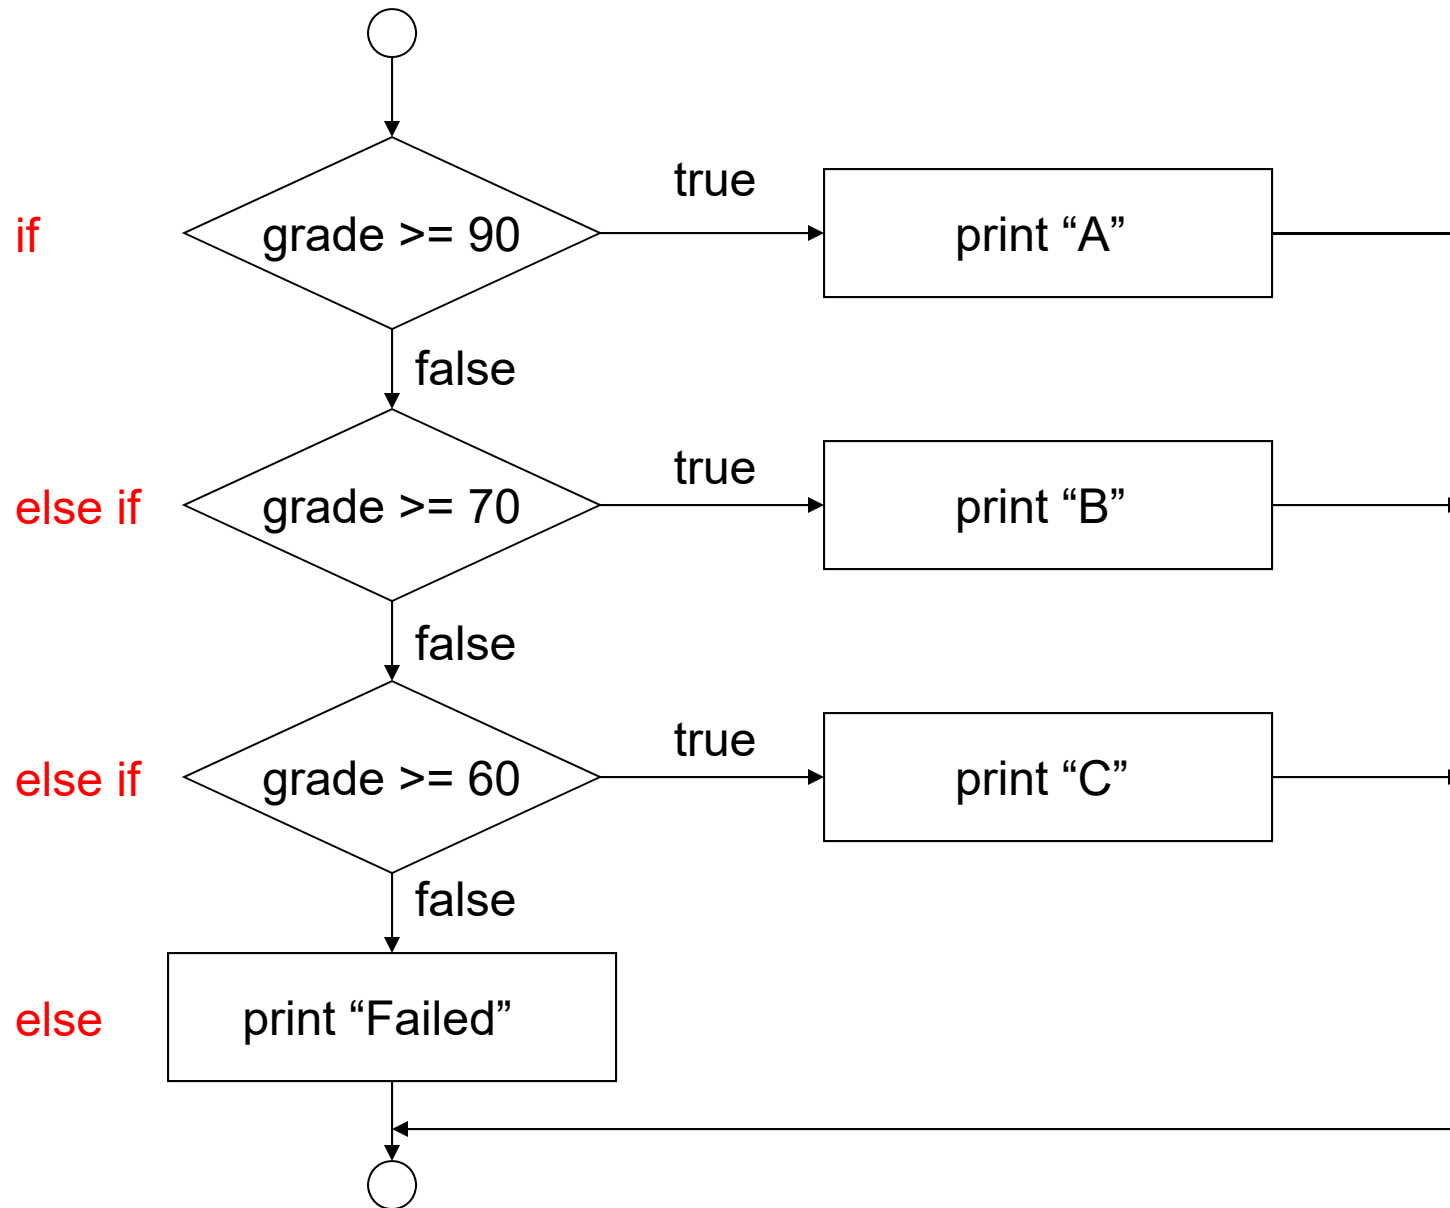 true
if
grade >= 90
print “A”
false
true
else if
grade >= 70
print “B”
false
true
else if
grade >= 60
print “C”
false
else
print “Failed”